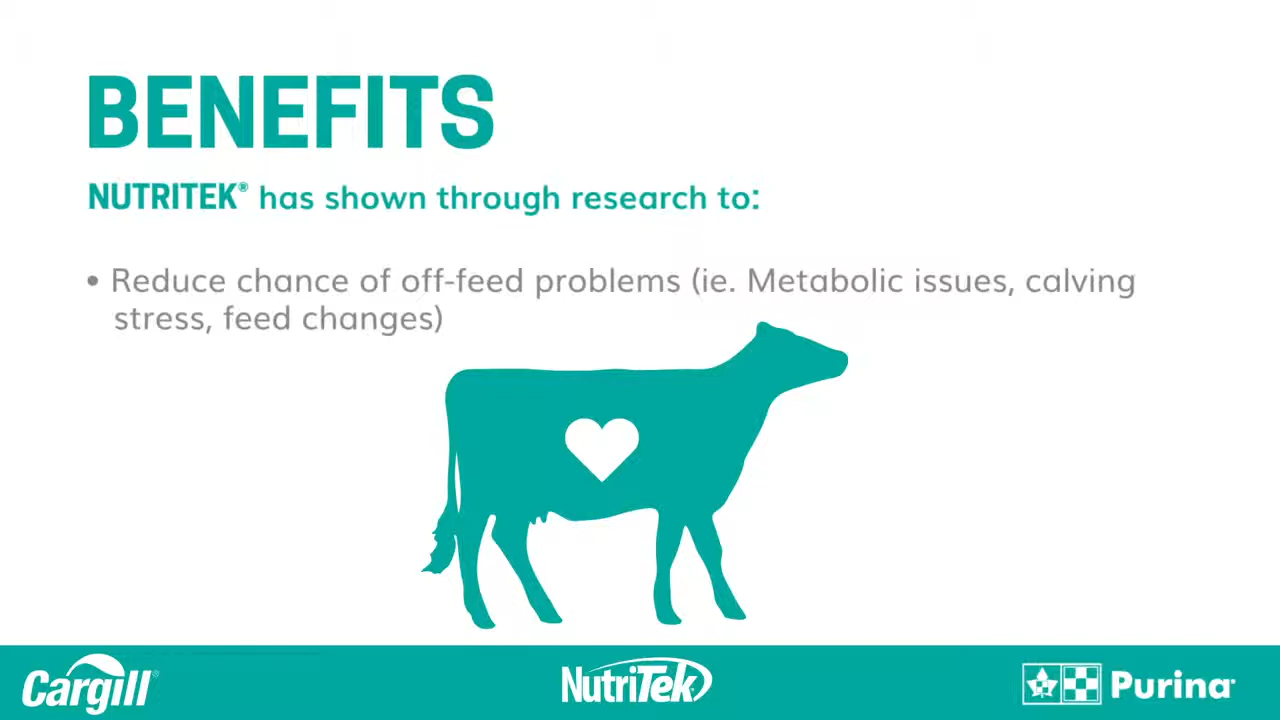 BENEFITS
NUTRITEK® has shown through research to:
• Reduce chance of off-feed problems (ie. Metabolic issues, calving
stress, feed changes)
Cargill®
NutriTek®
Purina®